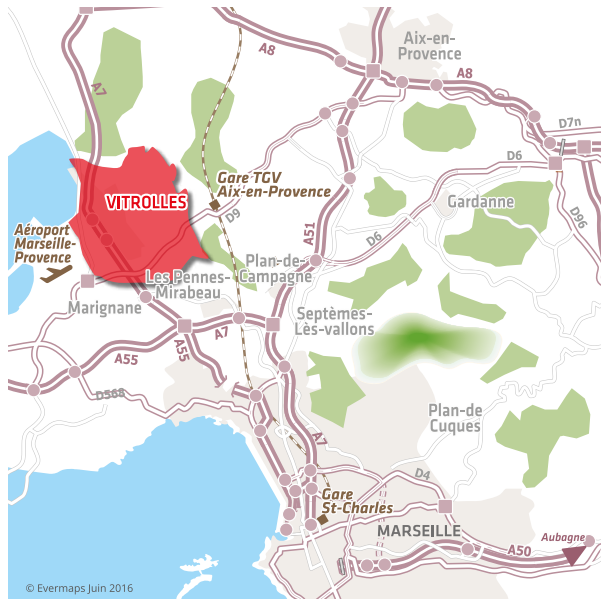 Aix-en-
Provence
A8
A8
A7
A51
D7n
D6
Gare TGV
Aix-en-Provence
VITROLLES
D9
Gardanne
D96
Aéroport
Marseille-
Provence
A51
D6
Plan-de-
Campagne
Les Pennes-
Mirabeau
Marignane
Septèmes-
Lès-vallons
A7
A55
A55
D568
Plan-de
Cuques
A7
D4
Gare
St-Charles
MARSEILLE
Aubagne
A50
© Evermaps Juin 2016